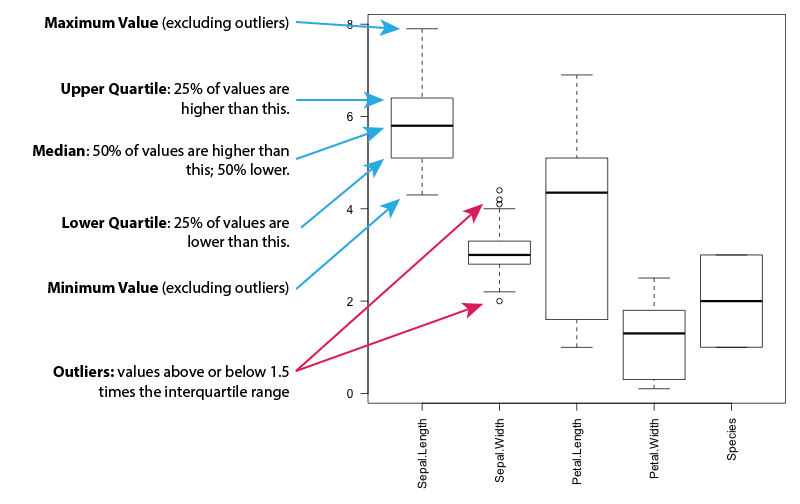 Maximum Value (excluding outliers)
Upper Quartile: 25% of values are
higher than this.
Median: 50% of values are higher than
this; 50% lower.
Lower Quartile: 25% of values are
lower than this.
Minimum Value (excluding outliers)
Outliers: values above or below 1.5
times the interquartile range
8
6
4
2
0
Sepal.Length
Sepal.Width
Petal.Length
Petal.Width
Species